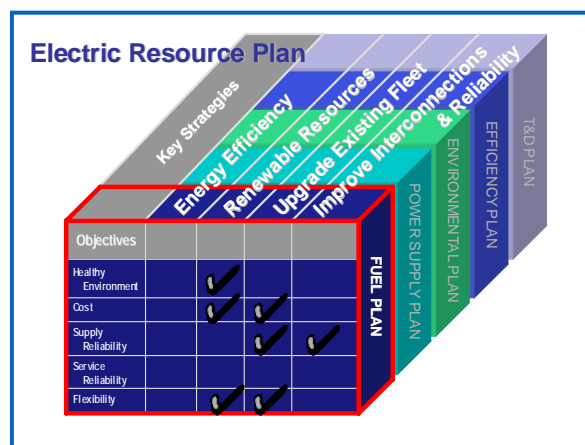 Electric Resource Plan
Key Strategies
Energy Efficiency
Renewable Resources
Upgrade Existing Fleet
Improve Interconnections
& Reliability
Objectives
Healthy
Environment
Cost
Supply
Reliability
Service
Reliability
Flexibility
FUEL PLAN
POWER SUPPLY PLAN
ENVIRONMENTAL PLAN
EFFICIENCY PLAN
T&D PLAN